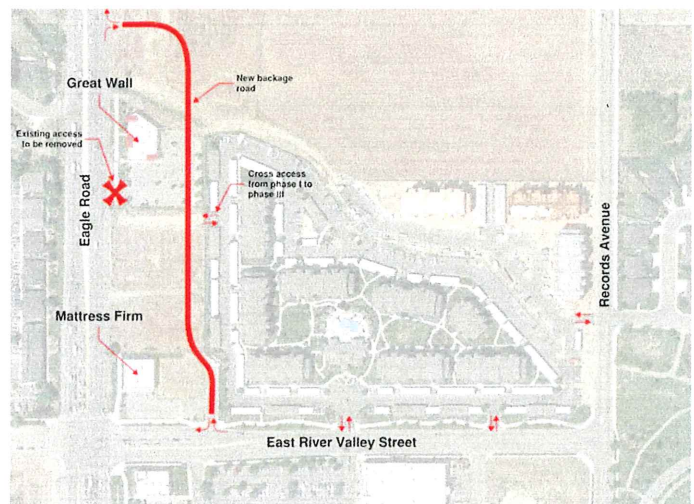 Great Wall
New backage
road
Existing access
to be removed
Cross access
from phase I to
phase III
Eagle Road
Records Avenue
Mattress Firm
East River Valley Street